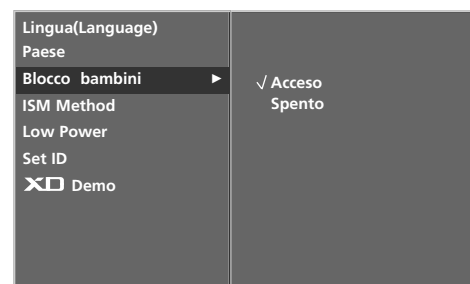 Lingua(Language)
Paese
Blocco bambini ►
ISM Method
Low Power
Set ID
XD Demo
√ Acceso
Spento